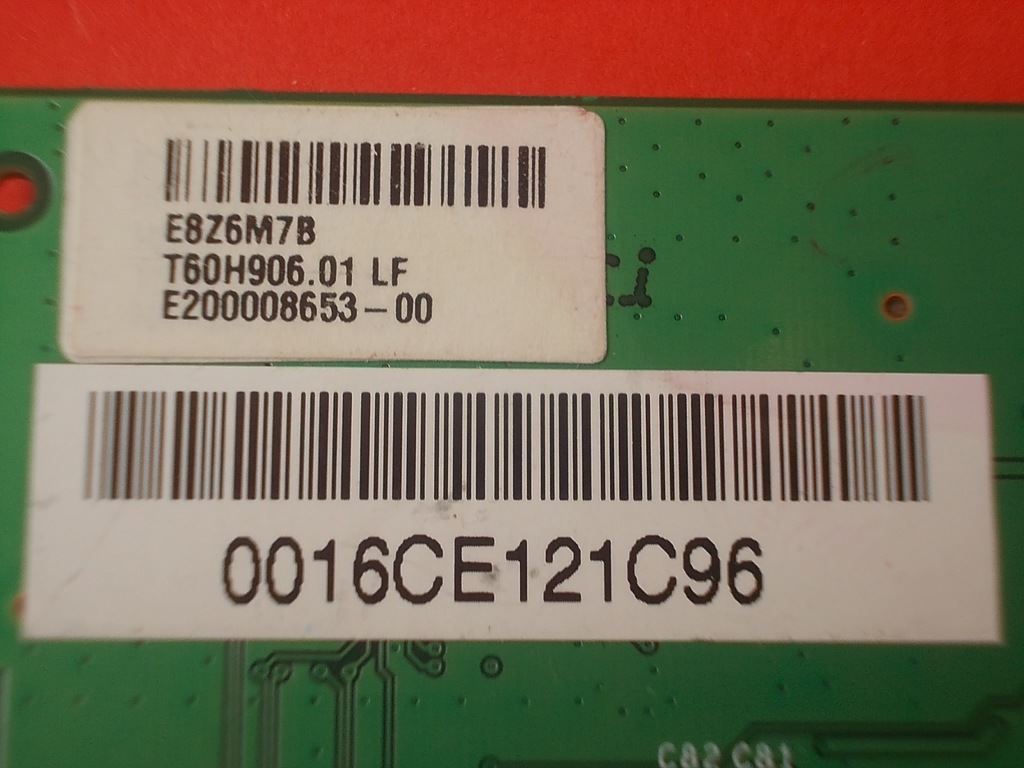 E8Z6M7B
T60H906.01 LF
E200008653-00
0016CE121C96
C82 C81